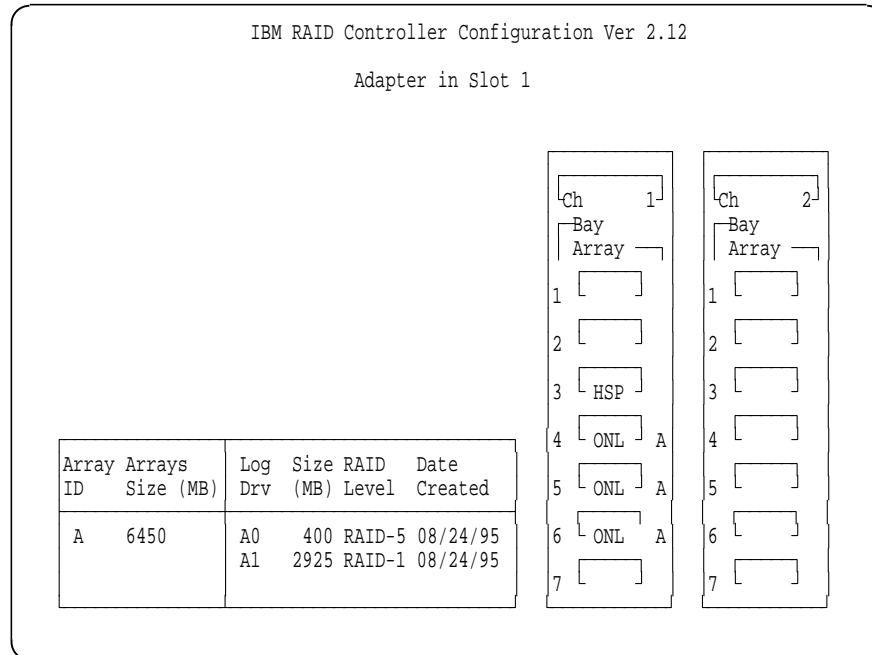 IBM RAID Controller Configuration Ver 2.12
Adapter in Slot 1
Ch 1
Bay
Array
1
2
3 HSP
4 ONL A
5 ONL A
6 ONL A
7
Ch 2
Bay
Array
1
2
3
4
5
6
7
Array Arrays Log Size RAID Date
ID Size (MB) Drv (MB) Level Created
A 6450 A0 400 RAID-5 08/24/95
A1 2925 RAID-1 08/24/95